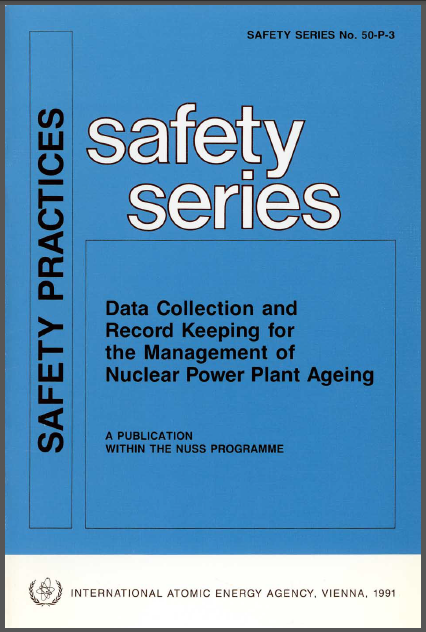 SAFETY SERIES No. 50-P-3
SAFETY PRACTICES
safety
series
Data Collection and
Record Keeping for
the Management of
Nuclear Power Plant Ageing
A PUBLICATION
WITHIN THE NUSS PROGRAMME
INTERNATIONAL ATOMIC ENERGY AGENCY, VIENNA, 1991